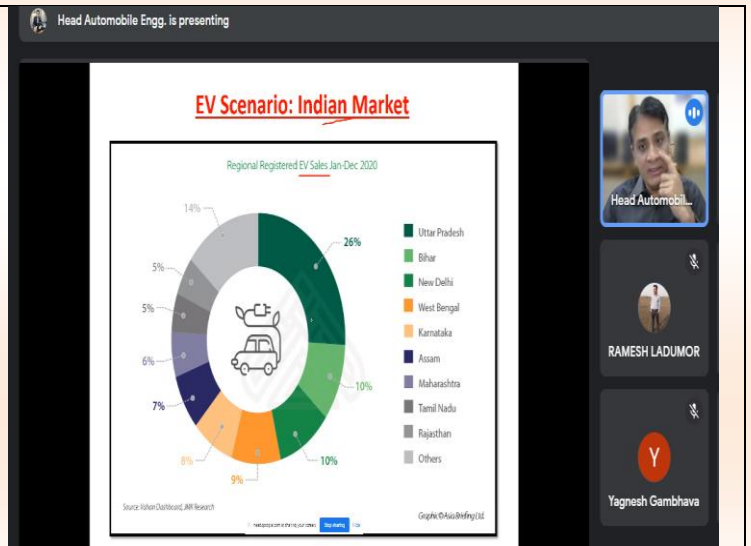 Head Automobile Engg. is presenting
EV Scenario: Indian Market
Regional Registered EV Sales Jan-Dec 2020
14%
26%
5%
5%
6%
10%
7%
8%
10%
9%
Uttar Pradesh
Bihar
New Delhi
West Bengal
Karnataka
Assam
Maharashtra
Tamil Nadu
Rajasthan
Others
Source: Vahan Dashboard, JMK Research
Graphic© Asia Briefing Ltd.
Stop sharing
Hide
Head Automobil...
RAMESH LADUMOR
Y
Yagnesh Gambhava